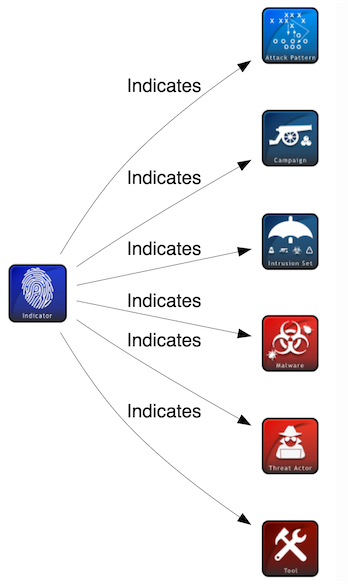 Attack Pattern
Indicates
Campaign
Indicates
Indicates
Intrusion Set
Indicator
Indicates
Indicates
Malware
Indicates
Threat Actor
Tool